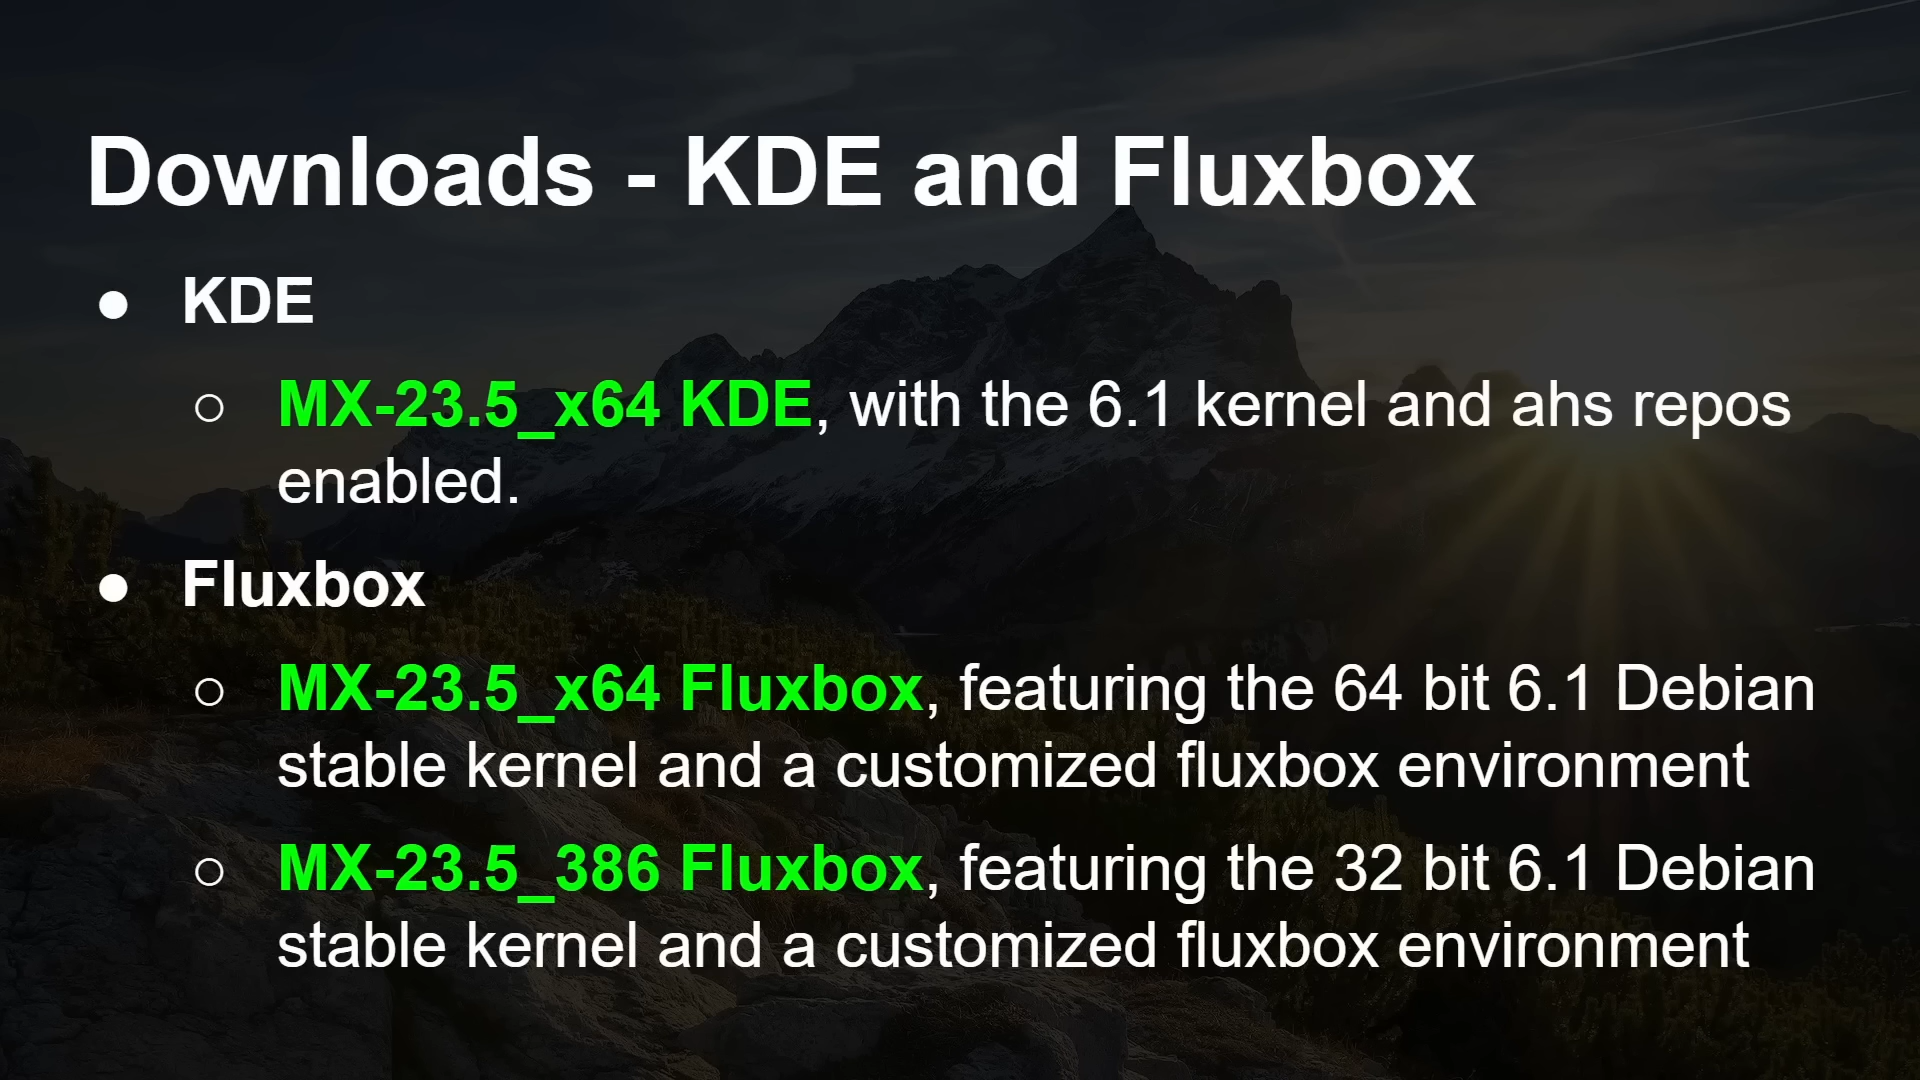 Downloads - KDE and Fluxbox
● KDE
○ MX-23.5_x64 KDE, with the 6.1 kernel and ahs repos
enabled.
● Fluxbox
○ MX-23.5_x64 Fluxbox, featuring the 64 bit 6.1 Debian
stable kernel and a customized fluxbox environment
○ MX-23.5_386 Fluxbox, featuring the 32 bit 6.1 Debian
stable kernel and a customized fluxbox environment